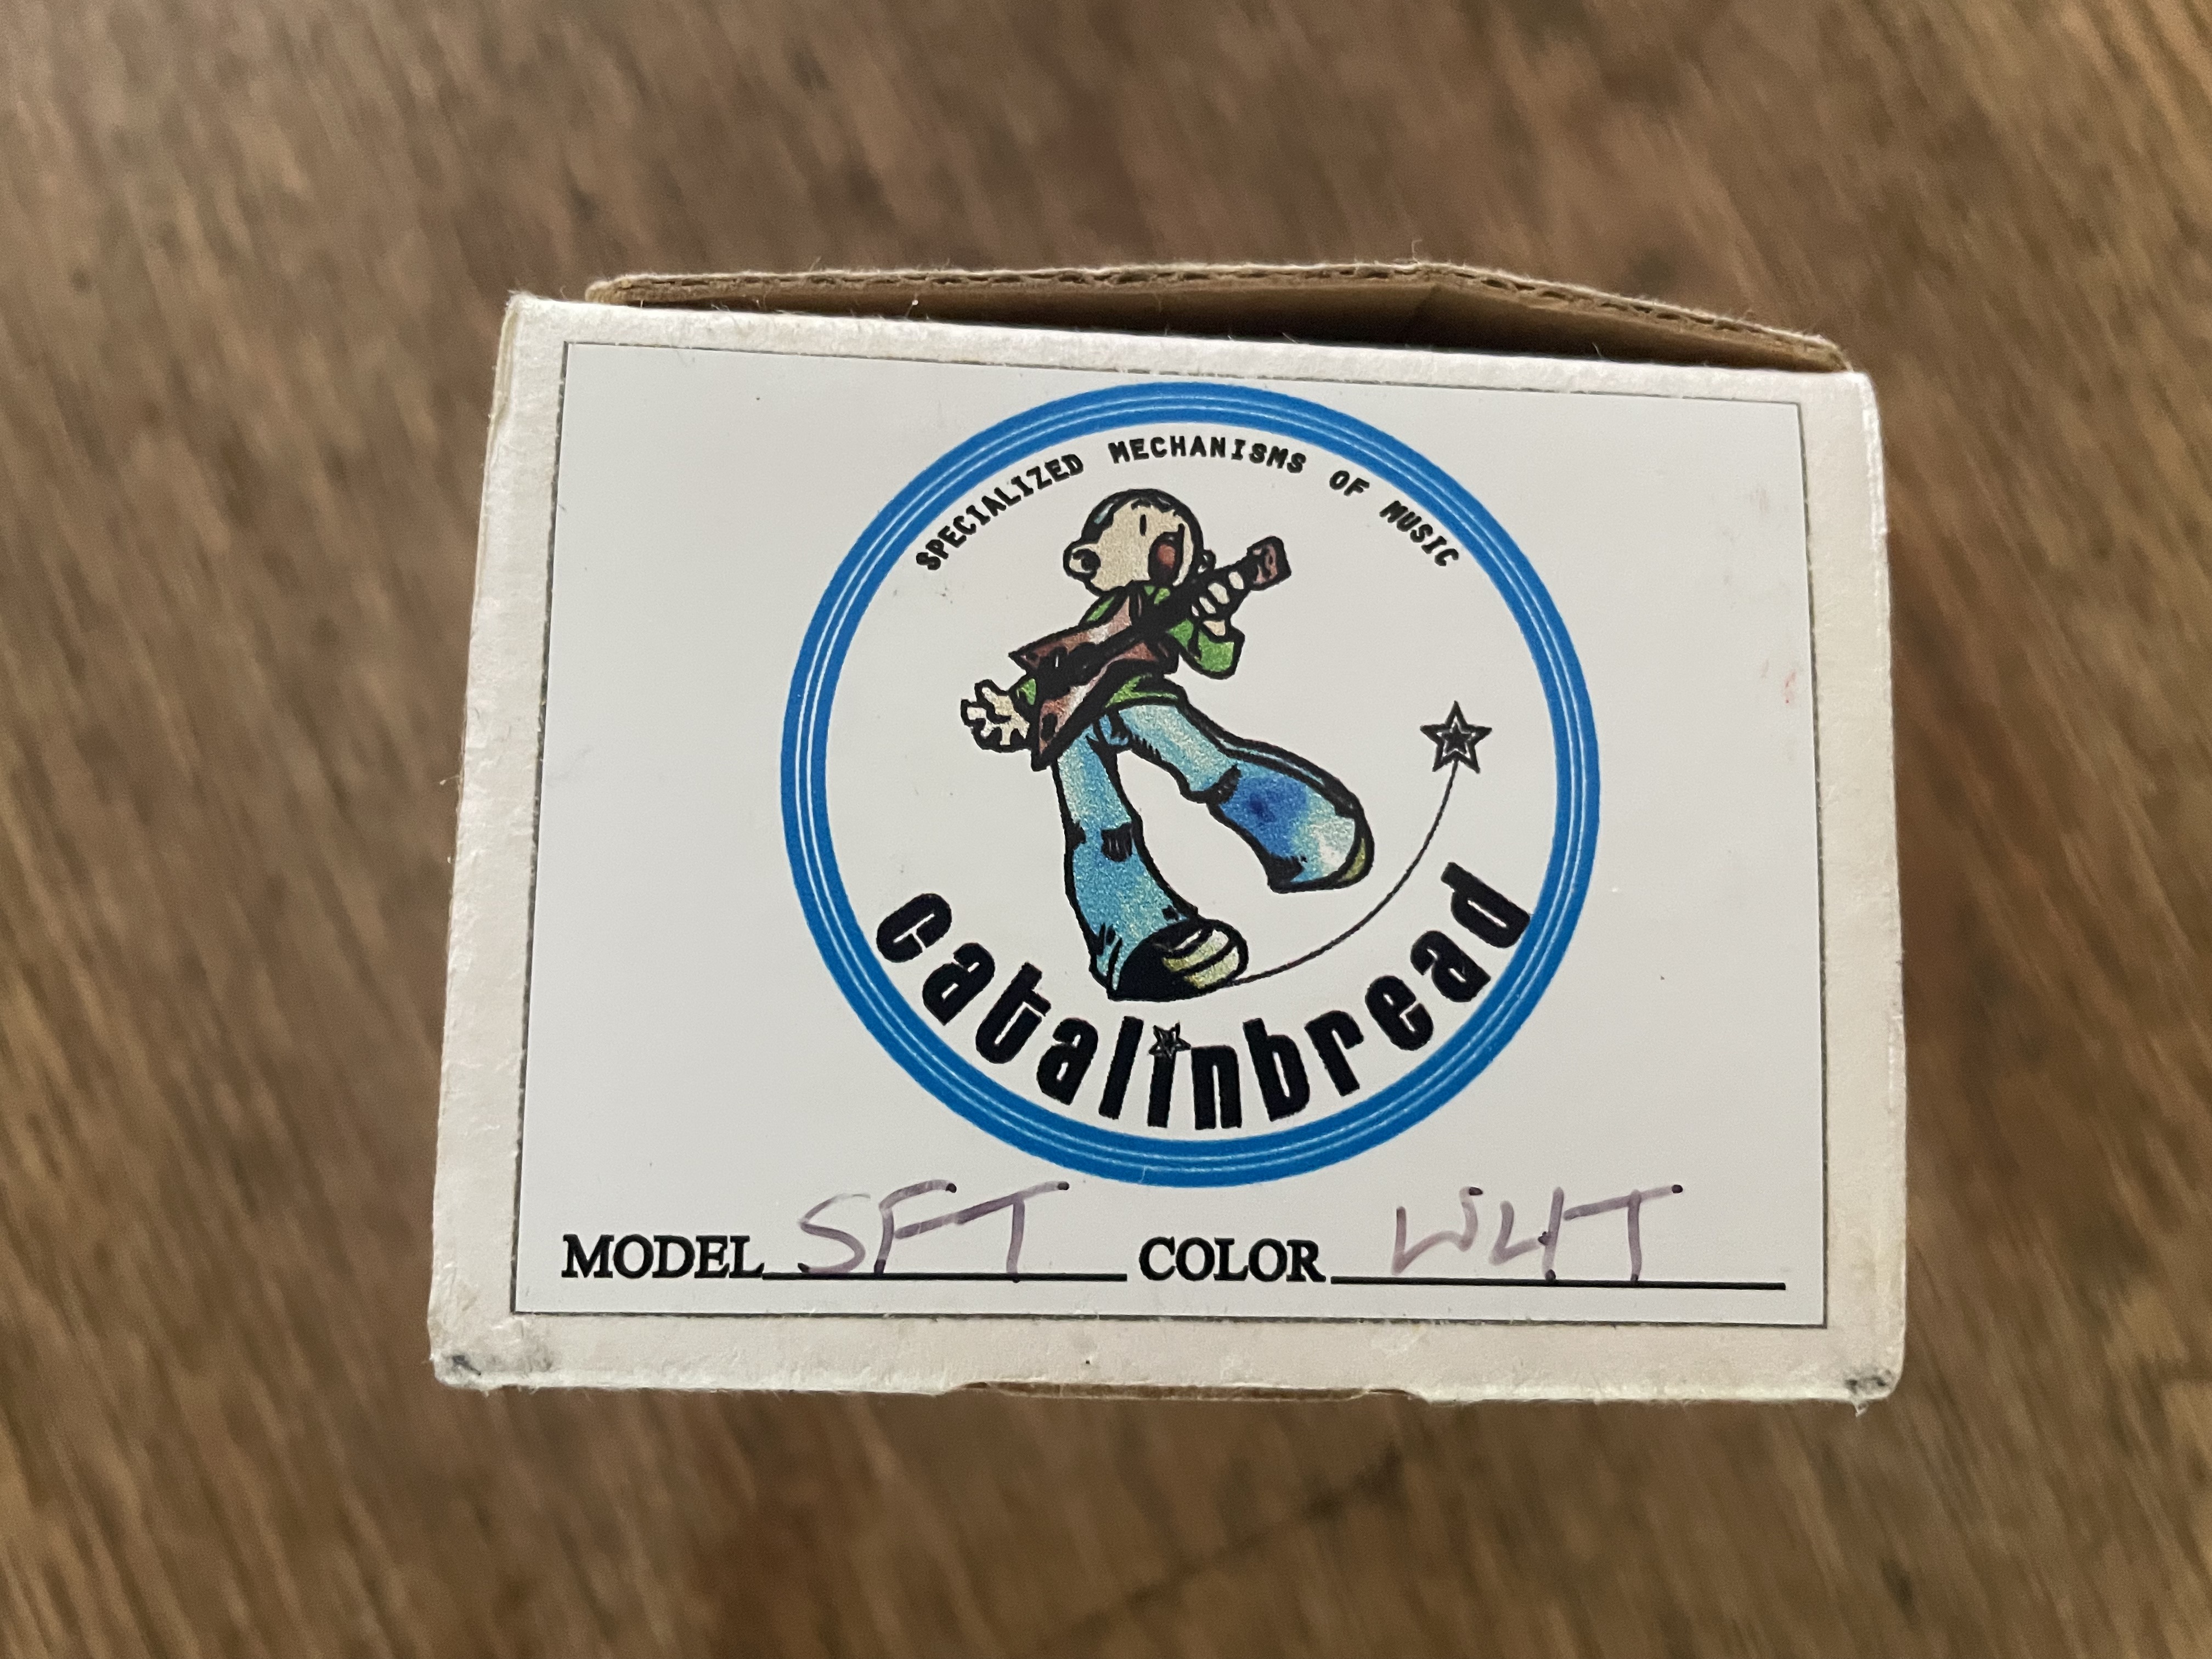 SPECIALIZED MECHANISMS OF MUSIC
catalinbread
MODEL SFT COLOR WHT